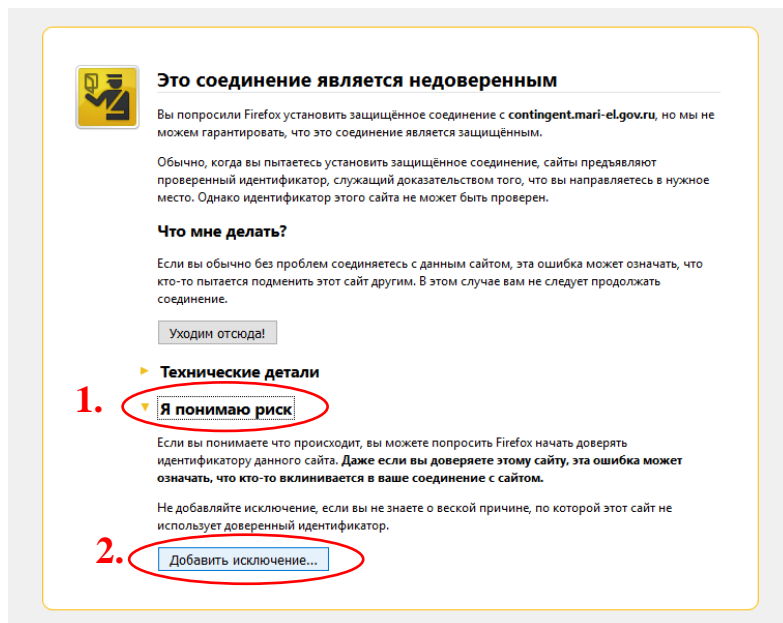 Это соединение является недоверенным
Вы попросили Firefox установить защищённое соединение с contingent.mari-el.gov.ru, но мы не
можем гарантировать, что это соединение является защищённым.
Обычно, когда вы пытаетесь установить защищённое соединение, сайты предъявляют
проверенный идентификатор, служащий доказательством того, что вы направляетесь в нужное
место. Однако идентификатор этого сайта не может быть проверен.
Что мне делать?
Если вы обычно без проблем соединяетесь с данным сайтом, эта ошибка может означать, что
кто-то пытается подменить этот сайт другим. В этом случае вам не следует продолжать
соединение.
Уходим отсюда!
Технические детали
1. Я понимаю риск
Если вы понимаете что происходит, вы можете попросить Firefox начать доверять
идентификатору данного сайта. Даже если вы доверяете этому сайту, эта ошибка может
означать, что кто-то вклинивается в ваше соединение с сайтом.
Не добавляйте исключение, если вы не знаете о веской причине, по которой этот сайт не
использует доверенный идентификатор.
2. Добавить исключение...